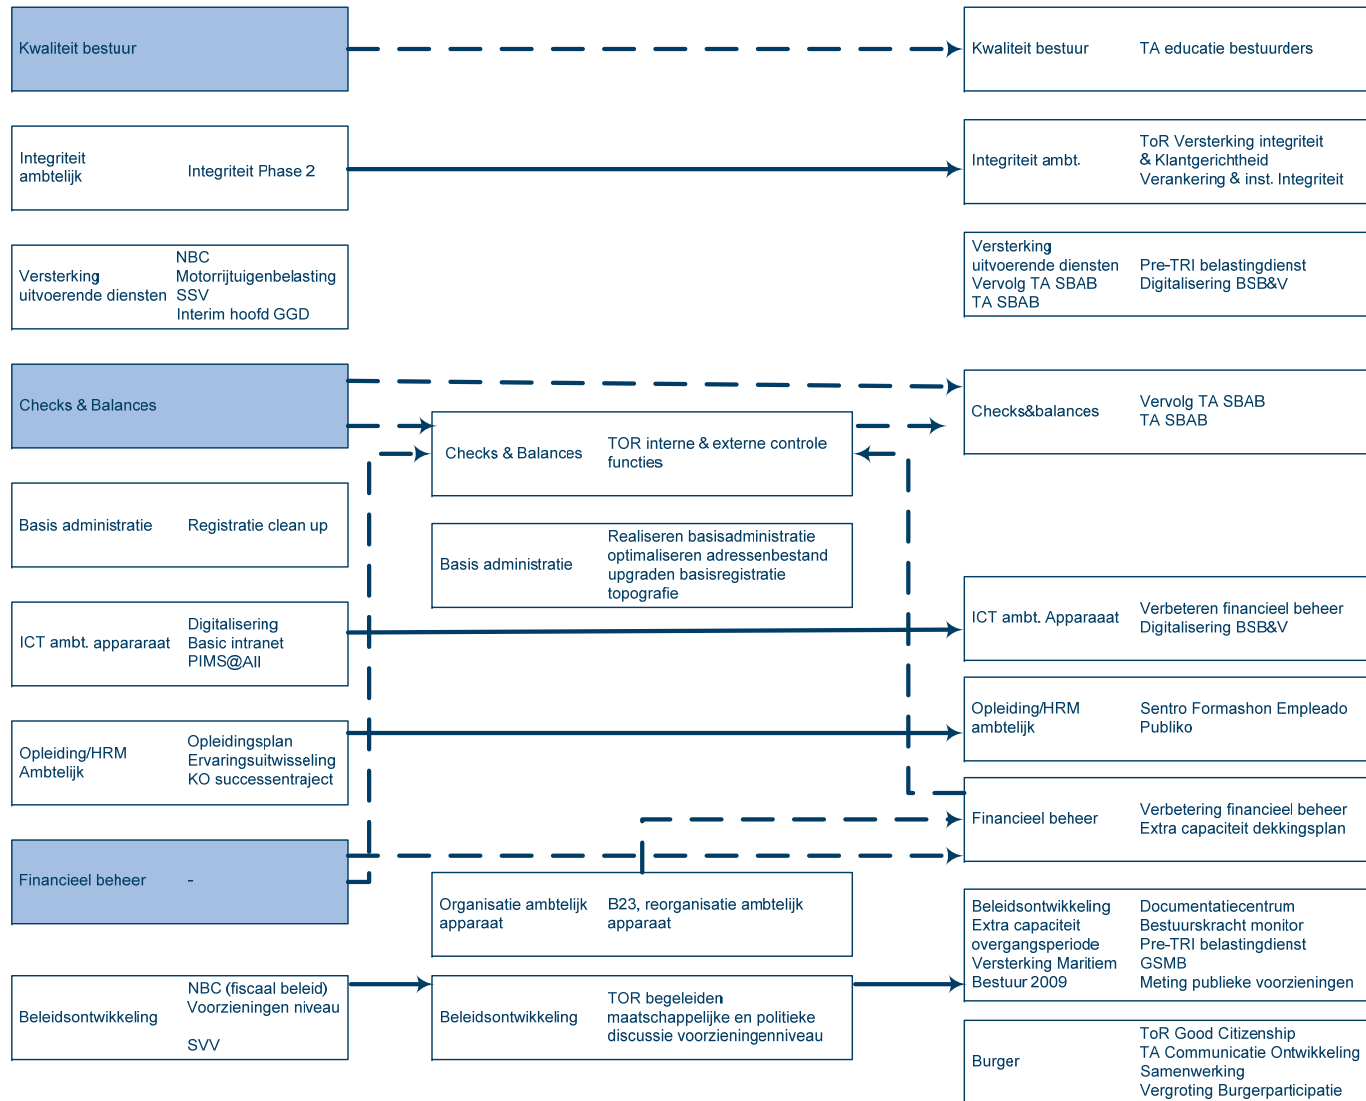 Kwaliteit bestuur
Kwaliteit bestuur
TA educatie bestuurders
Integriteit
ambtelijk
Integriteit Phase 2
Integriteit ambt.
ToR Versterking integriteit
& Klantgerichtheid
Verankering & inst. Integriteit
Versterking
uitvoerende diensten
NBC
Motorrijtuigenbelasting
SSV
Interim hoofd GGD
Versterking
uitvoerende diensten
Vervolg TA SBAB
TA SBAB
Pre-TRI belastingdienst
Digitalisering BSB&V
Checks & Balances
Checks & Balances
TOR interne & externe controle
functies
Checks&balances
Vervolg TA SBAB
TA SBAB
Basis administratie
Registratie clean up
Basis administratie
Realiseren basisadministratie
optimaliseren adressenbestand
upgraden basisregistratie
topografie
ICT ambt. appararaat
Digitalisering
Basic intranet
PIMS@All
ICT ambt. Apparaaat
Verbeteren financieel beheer
Digitalisering BSB&V
Opleiding/HRM
Ambtelijk
Opleidingsplan
Ervaringsuitwisseling
KO successentraject
Opleiding/HRM
ambtelijk
Sentro Formashon Empleado
Publiko
Financieel beheer
-
Financieel beheer
Verbetering financieel beheer
Extra capaciteit dekkingsplan
Organisatie ambtelijk
apparaat
B23, reorganisatie ambtelijk
apparaat
Beleidsontwikkeling
NBC (fiscaal beleid)
Voorzieningen niveau
SVV
Beleidsontwikkeling
TOR begeleiden
maatschappelijke en politieke
discussie voorzieningenniveau
Beleidsontwikkeling
Extra capaciteit
overgangsperiode
Versterking Maritiem
Bestuur 2009
Documentatiecentrum
Bestuurskracht monitor
Pre-TRI belastingdienst
GSMB
Meting publieke voorzieningen
Burger
ToR Good Citizenship
TA Communicatie Ontwikkeling
Samenwerking
Vergroting Burgerparticipatie